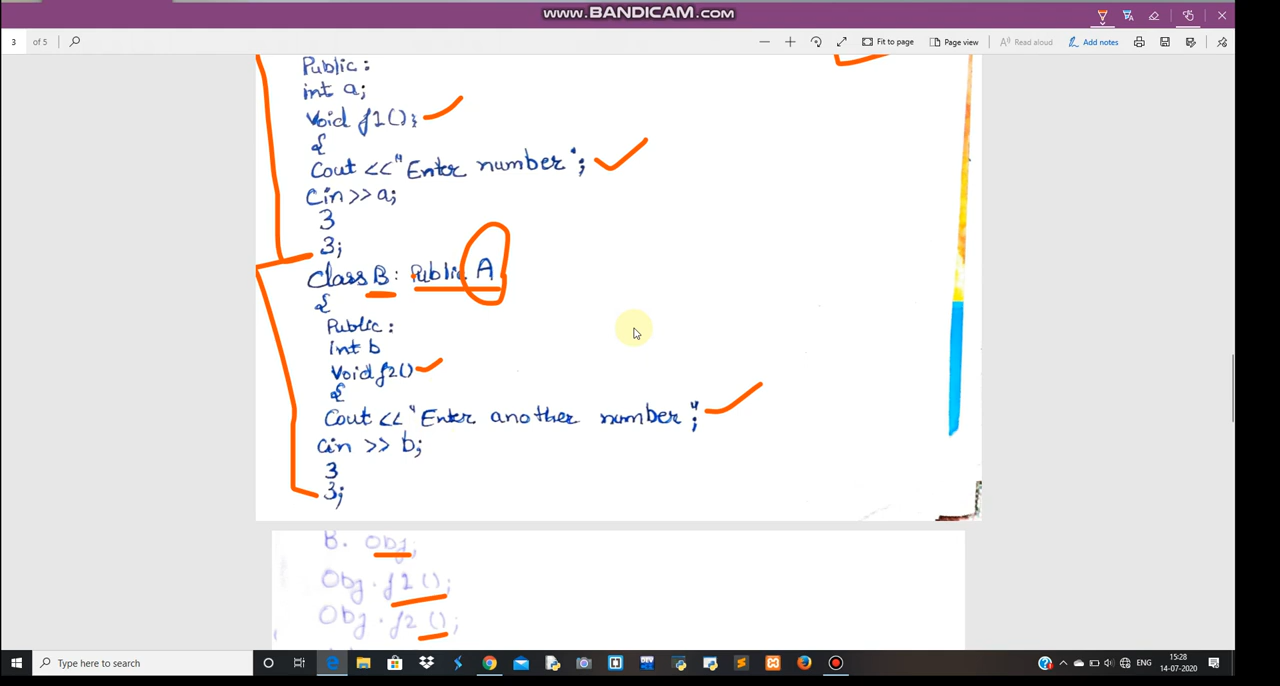 www.BANDICAM.com
3 of 5
Fit to page
Page view
Read aloud
Add notes
Public :
int a;
Void f1();
{
Cout <<"Enter number";
Cin >> a;
}
};
Class B : Public A
{
Public :
int b
Void f2()
{
Cout <<"Enter another number";
cin >> b;
}
};
B. Obj;
Obj. f1 ();
Obj. f2 ();
Type here to search
ENG
15:28
14-07-2020